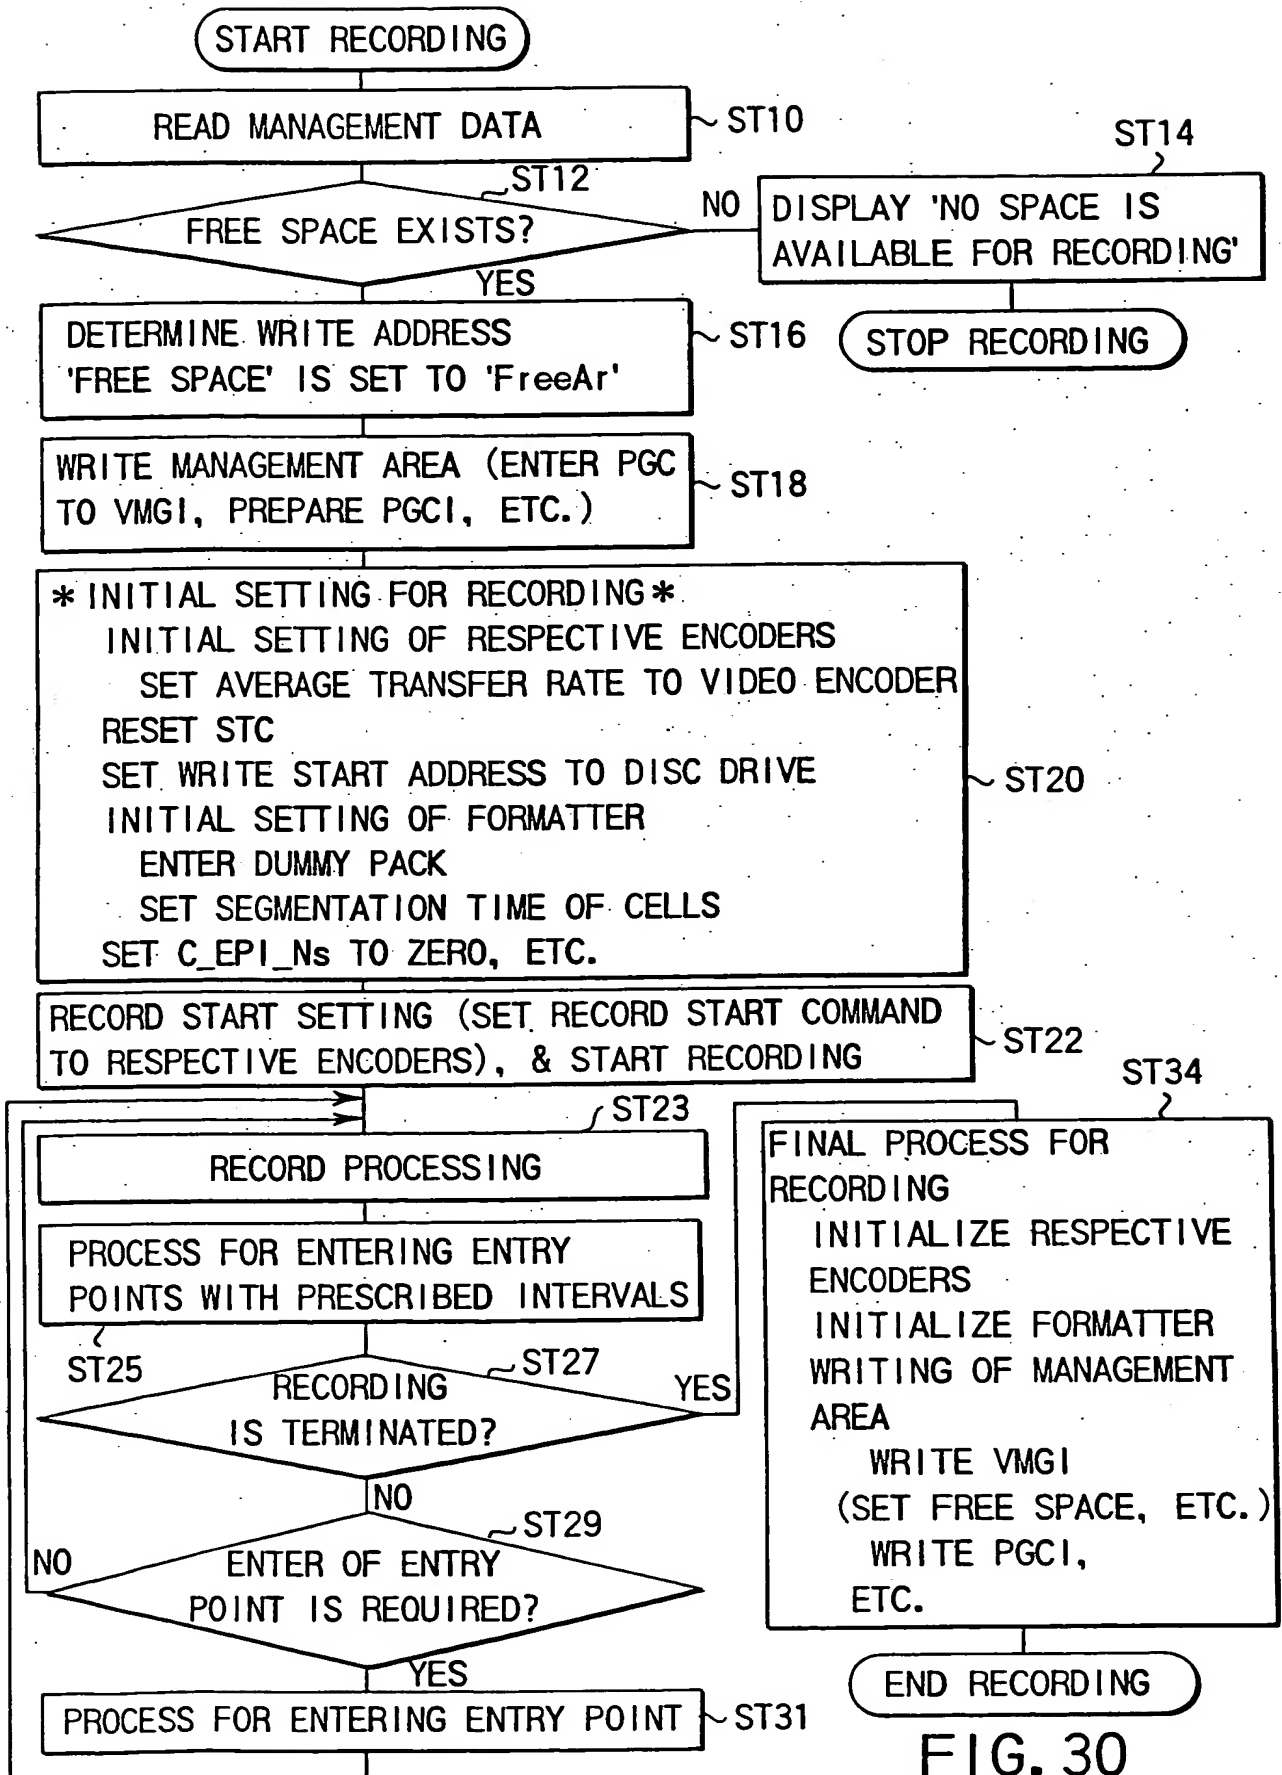 START RECORDING
READ MANAGEMENT DATA
ST10
ST12
FREE SPACE EXISTS?
NO
YES
ST14
DISPLAY 'NO SPACE IS
AVAILABLE FOR RECORDING'
STOP RECORDING
DETERMINE WRITE ADDRESS
'FREE SPACE' IS SET TO 'FreeAr'
ST16
WRITE MANAGEMENT AREA (ENTER PGC
TO VMGI, PREPARE PGCI, ETC.)
ST18
* INITIAL SETTING FOR RECORDING *
INITIAL SETTING OF RESPECTIVE ENCODERS
SET AVERAGE TRANSFER RATE TO VIDEO ENCODER
RESET STC
SET WRITE START ADDRESS TO DISC DRIVE
INITIAL SETTING OF FORMATTER
ENTER DUMMY PACK
SET SEGMENTATION TIME OF CELLS
SET C_EPI_Ns TO ZERO, ETC.
ST20
RECORD START SETTING (SET RECORD START COMMAND
TO RESPECTIVE ENCODERS), & START RECORDING
ST22
ST23
RECORD PROCESSING
PROCESS FOR ENTERING ENTRY
POINTS WITH PRESCRIBED INTERVALS
ST25
ST27
RECORDING
IS TERMINATED?
YES
NO
ST29
NO
ENTER OF ENTRY
POINT IS REQUIRED?
YES
PROCESS FOR ENTERING ENTRY POINT
ST31
ST34
FINAL PROCESS FOR
RECORDING
INITIALIZE RESPECTIVE
ENCODERS
INITIALIZE FORMATTER
WRITING OF MANAGEMENT
AREA
WRITE VMGI
(SET FREE SPACE, ETC.)
WRITE PGCI,
ETC.
END RECORDING
FIG. 30